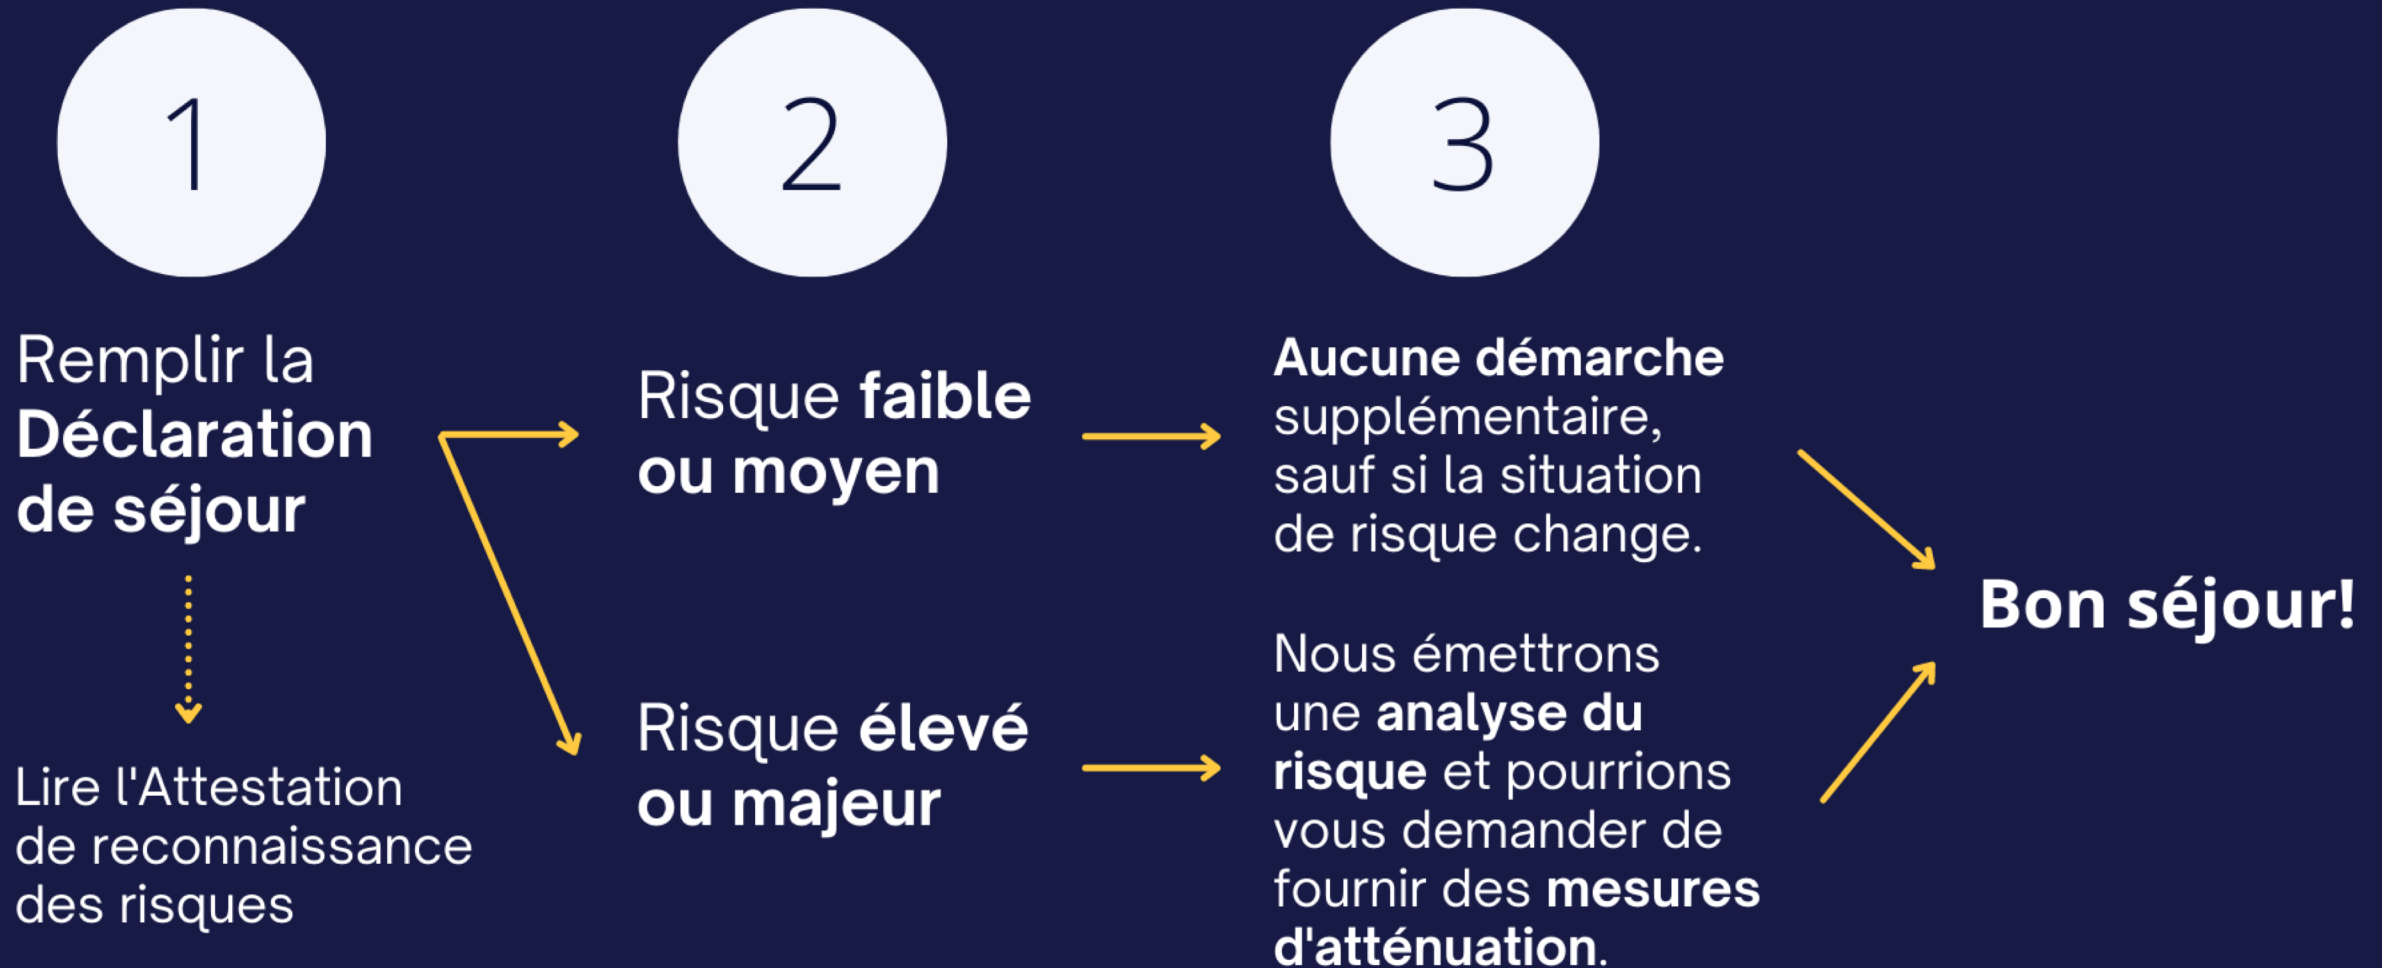 1
2
3
Remplir la
Déclaration
de séjour
Lire l'Attestation
de reconnaissance
des risques
Risque faible
ou moyen
Risque élevé
ou majeur
Aucune démarche
supplémentaire,
sauf si la situation
de risque change.
Nous émettrons
une analyse du
risque et pourrions
vous demander de
fournir des mesures
d'atténuation.
Bon séjour!